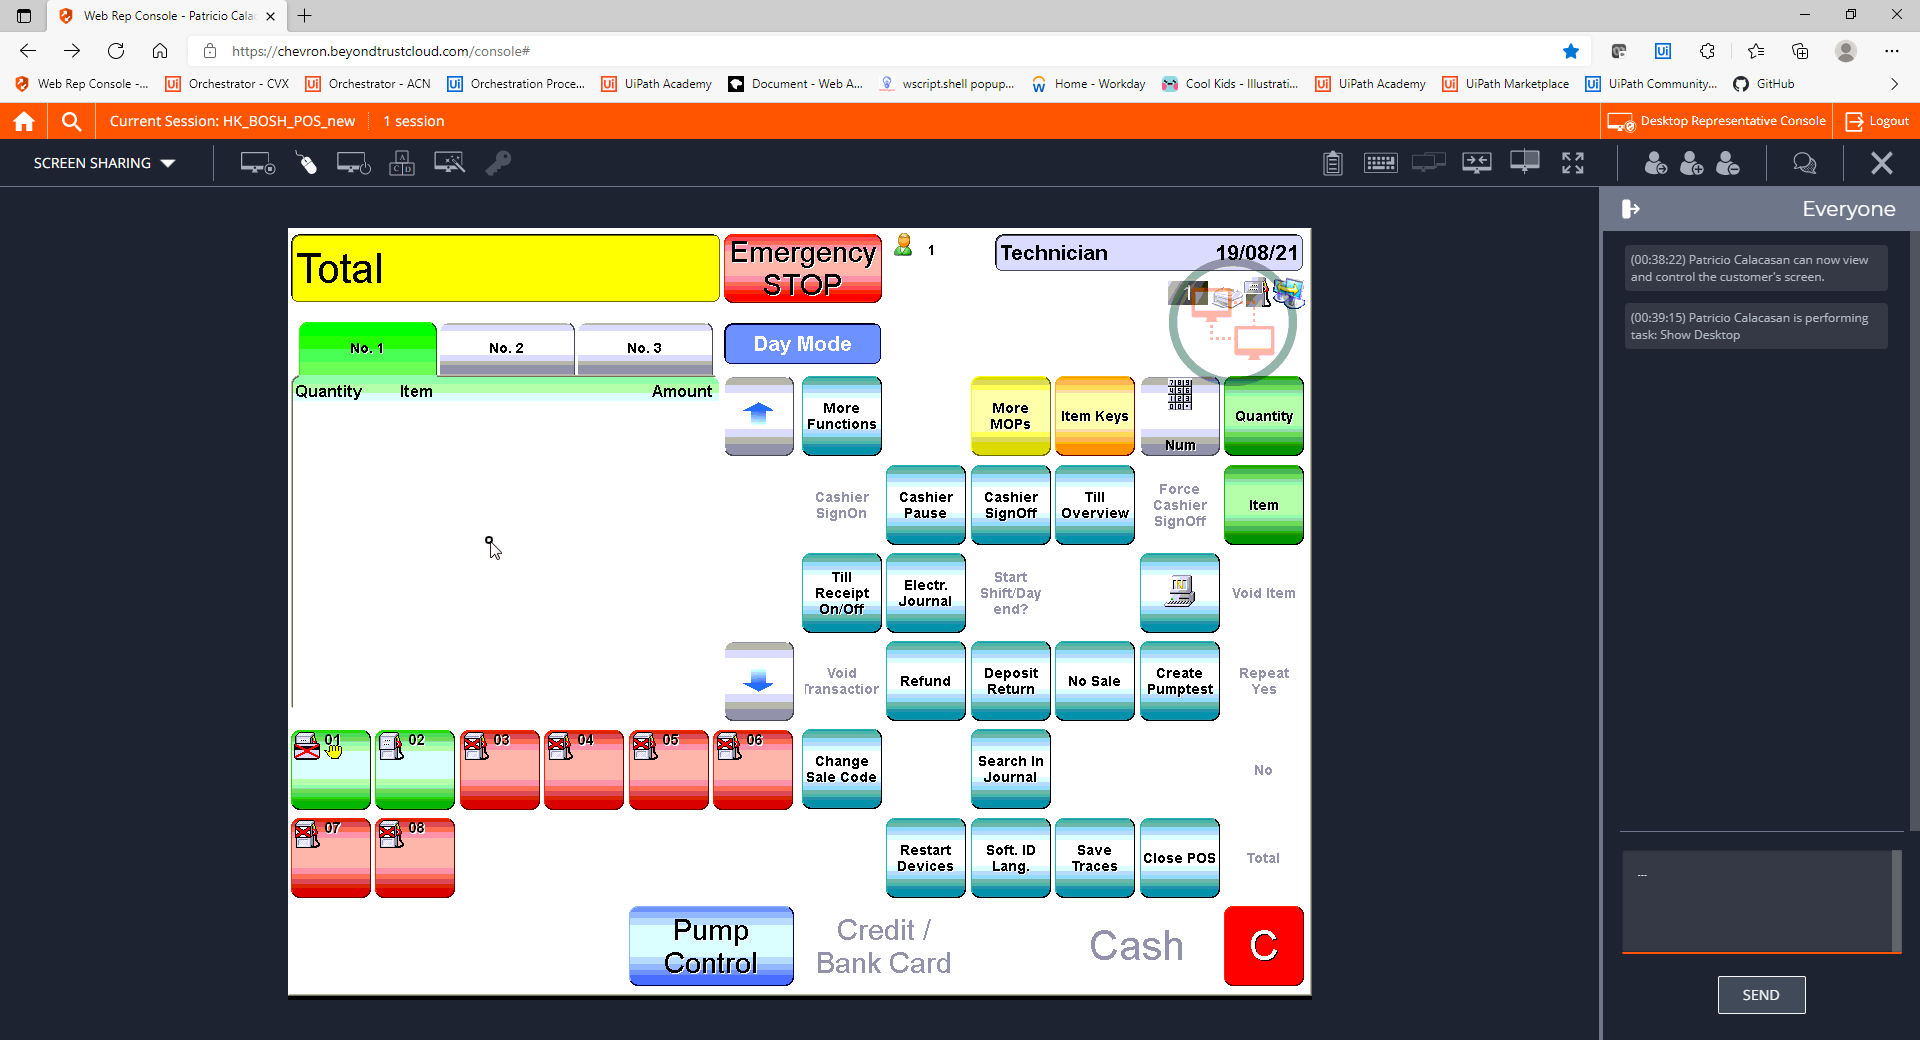 Web Rep Console - Patricio Cala
https://chevron.beyondtrustcloud.com/console#
Web Rep Console -...
Orchestrator - CVX
Orchestrator - ACN
Orchestration Proce...
UiPath Academy
Document - Web A...
wscript.shell popup...
Home - Workday
Cool Kids - Illustrati...
UiPath Academy
UiPath Marketplace
UiPath Community...
GitHub
Current Session: HK_BOSH_POS_new
1 session
Desktop Representative Console
Logout
SCREEN SHARING
Everyone
(00:38:22) Patricio Calacasan can now view
and control the customer's screen.
(00:39:15) Patricio Calacasan is performing
task: Show Desktop
---
SEND
Total
Emergency
STOP
1
Technician 19/08/21
1
No. 1
No. 2
No. 3
Day Mode
Quantity Item Amount
More
Functions
More
MOPs
Item Keys
Num
Quantity
Cashier
SignOn
Cashier
Pause
Cashier
SignOff
Till
Overview
Force
Cashier
SignOff
Item
Till
Receipt
On/Off
Electr.
Journal
Start
Shift/Day
end?
Void Item
Void
Transaction
Refund
Deposit
Return
No Sale
Create
Pumptest
Repeat
Yes
01
02
03
04
05
06
Change
Sale Code
Search In
Journal
No
07
08
Restart
Devices
Soft. ID
Lang.
Save
Traces
Close POS
Total
Pump
Control
Credit /
Bank Card
Cash
C